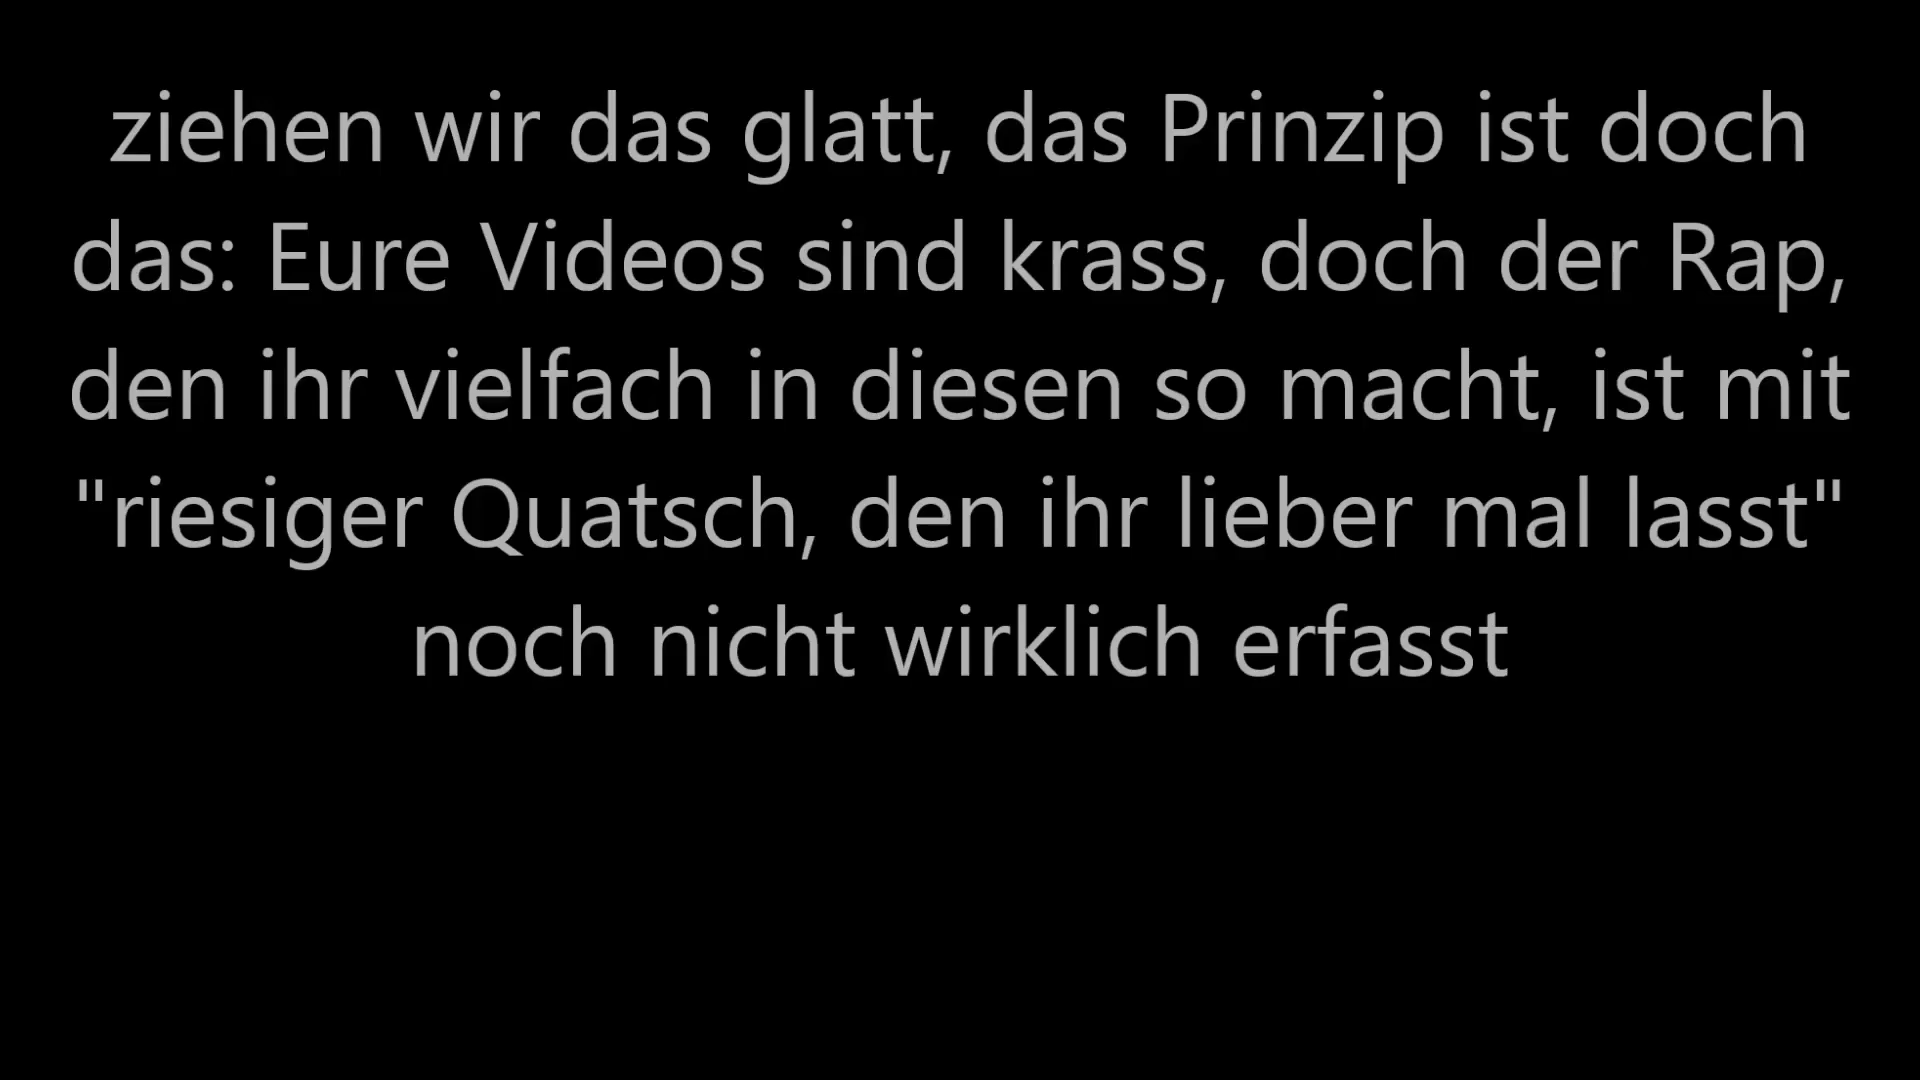 ziehen wir das glatt, das Prinzip ist doch
das: Eure Videos sind krass, doch der Rap,
den ihr vielfach in diesen so macht, ist mit
"riesiger Quatsch, den ihr lieber mal lasst"
noch nicht wirklich erfasst